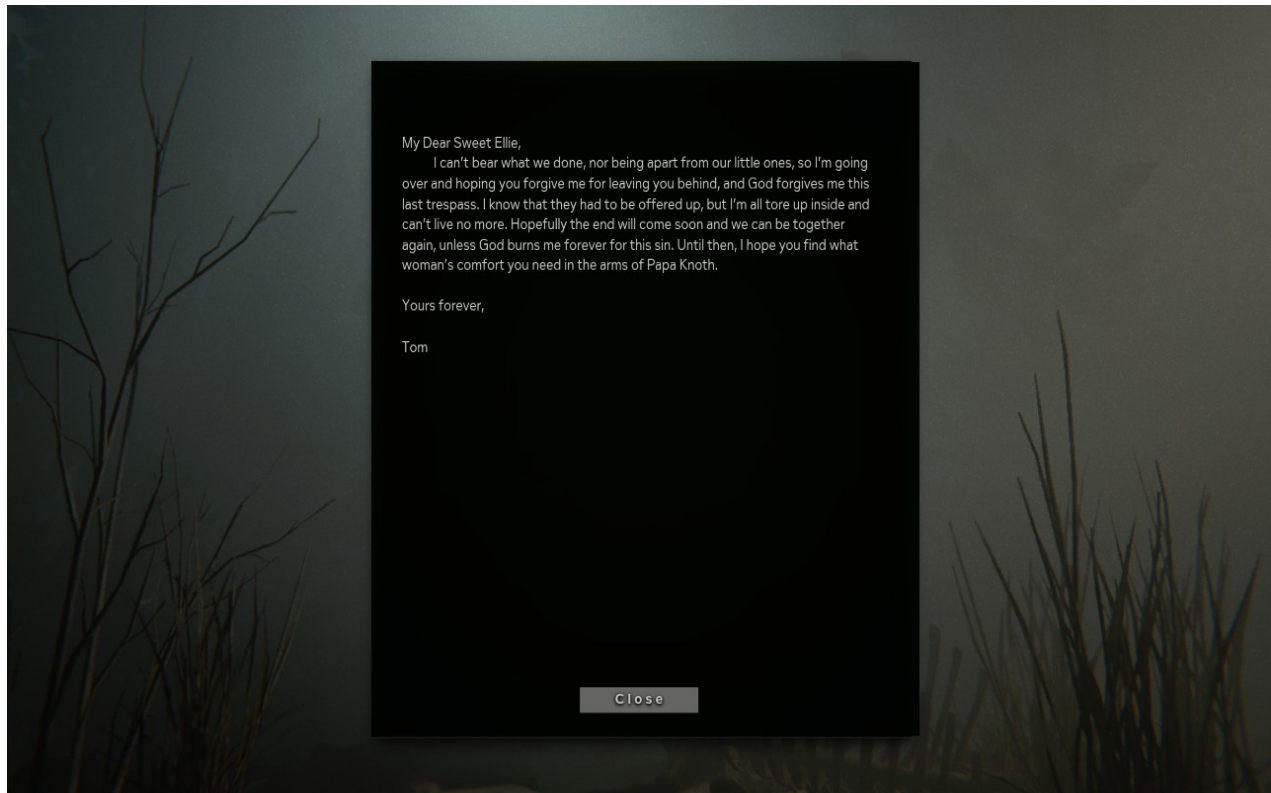 My Dear Sweet Ellie,
I can't bear what we done, nor being apart from our little ones, so I'm going
over and hoping you forgive me for leaving you behind, and God forgives me this
last trespass. I know that they had to be offered up, but I'm all tore up inside and
can't live no more. Hopefully the end will come soon and we can be together
again, unless God burns me forever for this sin. Until then, I hope you find what
woman's comfort you need in the arms of Papa Knoth.
Yours forever,
Tom
Close